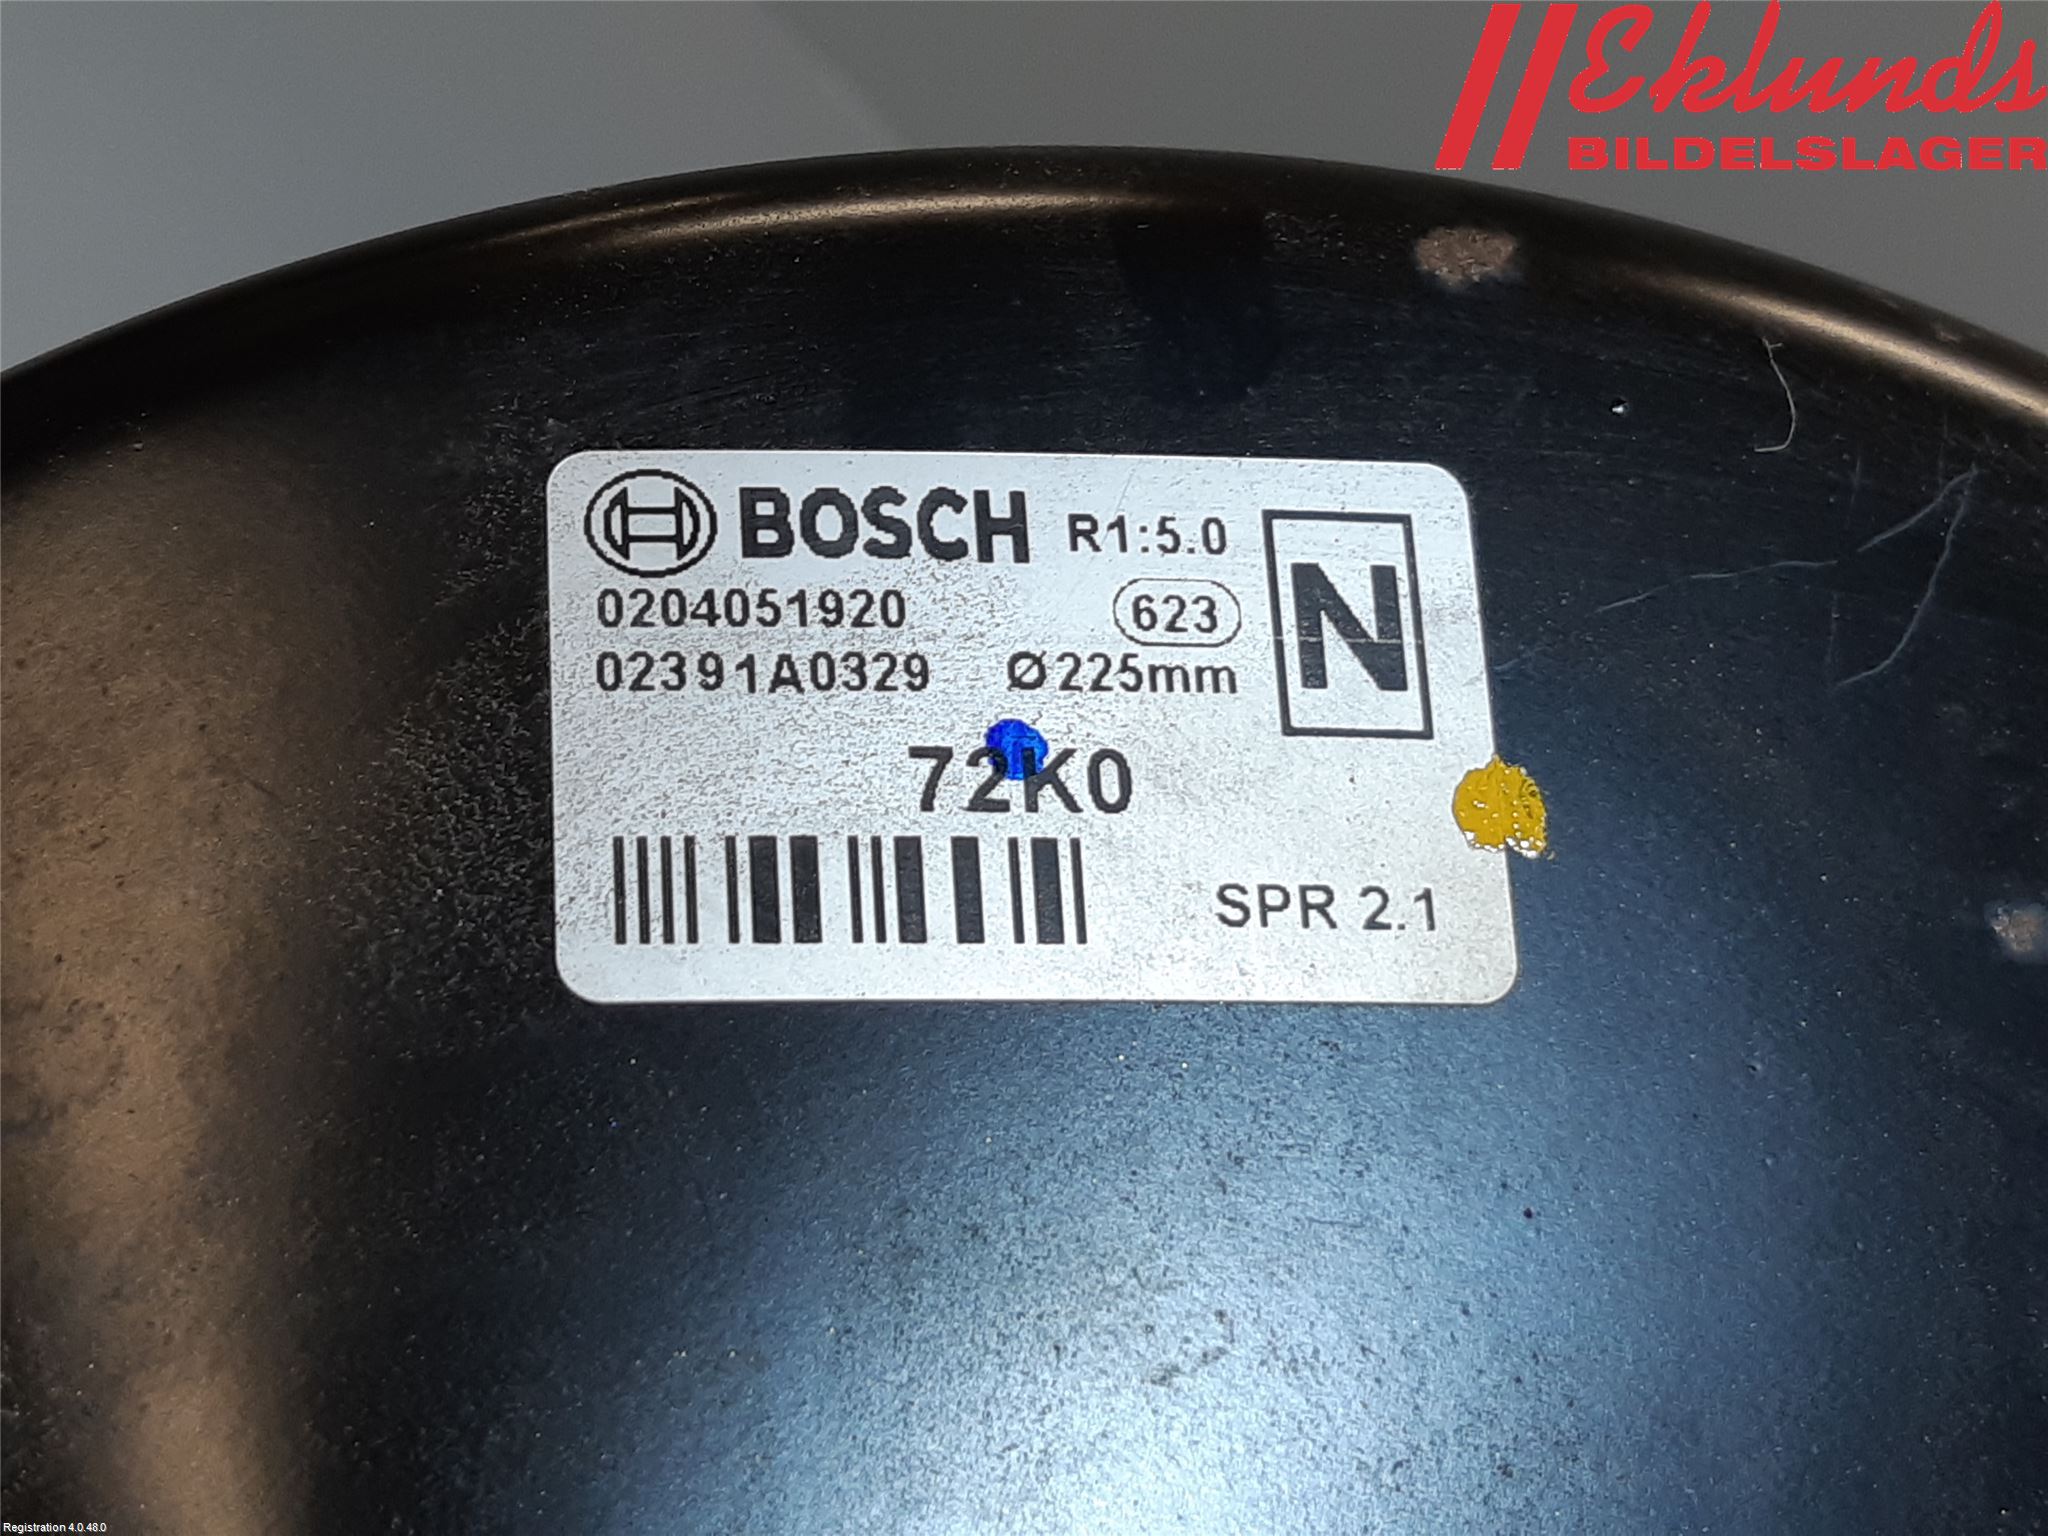 Eklunds
BILDELSLAGER
BOSCH R1:5.0
N
0204051920 623
02391A0329 Ø225mm
72K0
SPR 2.1
Registration 4.0.48.0